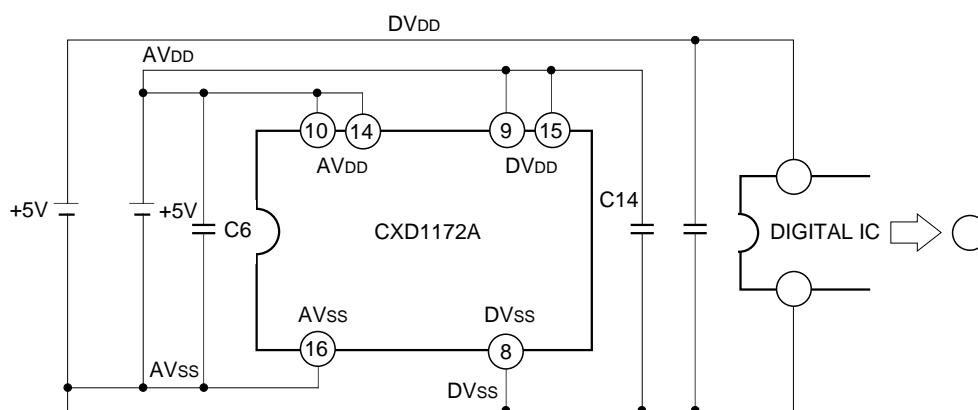 DVDD
AVDD
10
14
9
15
AVDD
DVDD
+5V
+5V
C6
CXD1172A
C14
DIGITAL IC
AVSS
DVSS
16
8
AVSS
DVSS